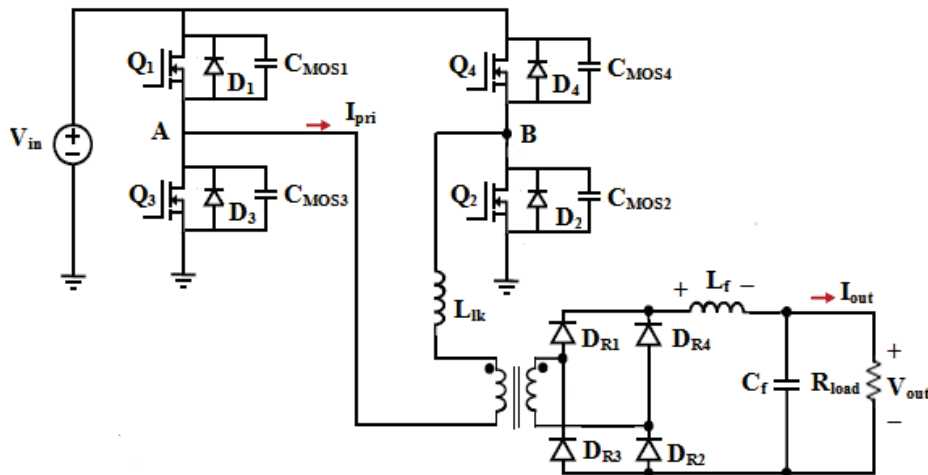 Q1
D1
CMOS1
Q4
D4
CMOS4
Vin
+
−
A
Ipri
B
Q3
D3
CMOS3
Q2
D2
CMOS2
Llk
+ Lf −
Iout
DR1
DR4
Cf
Rload
+
Vout
−
DR3
DR2